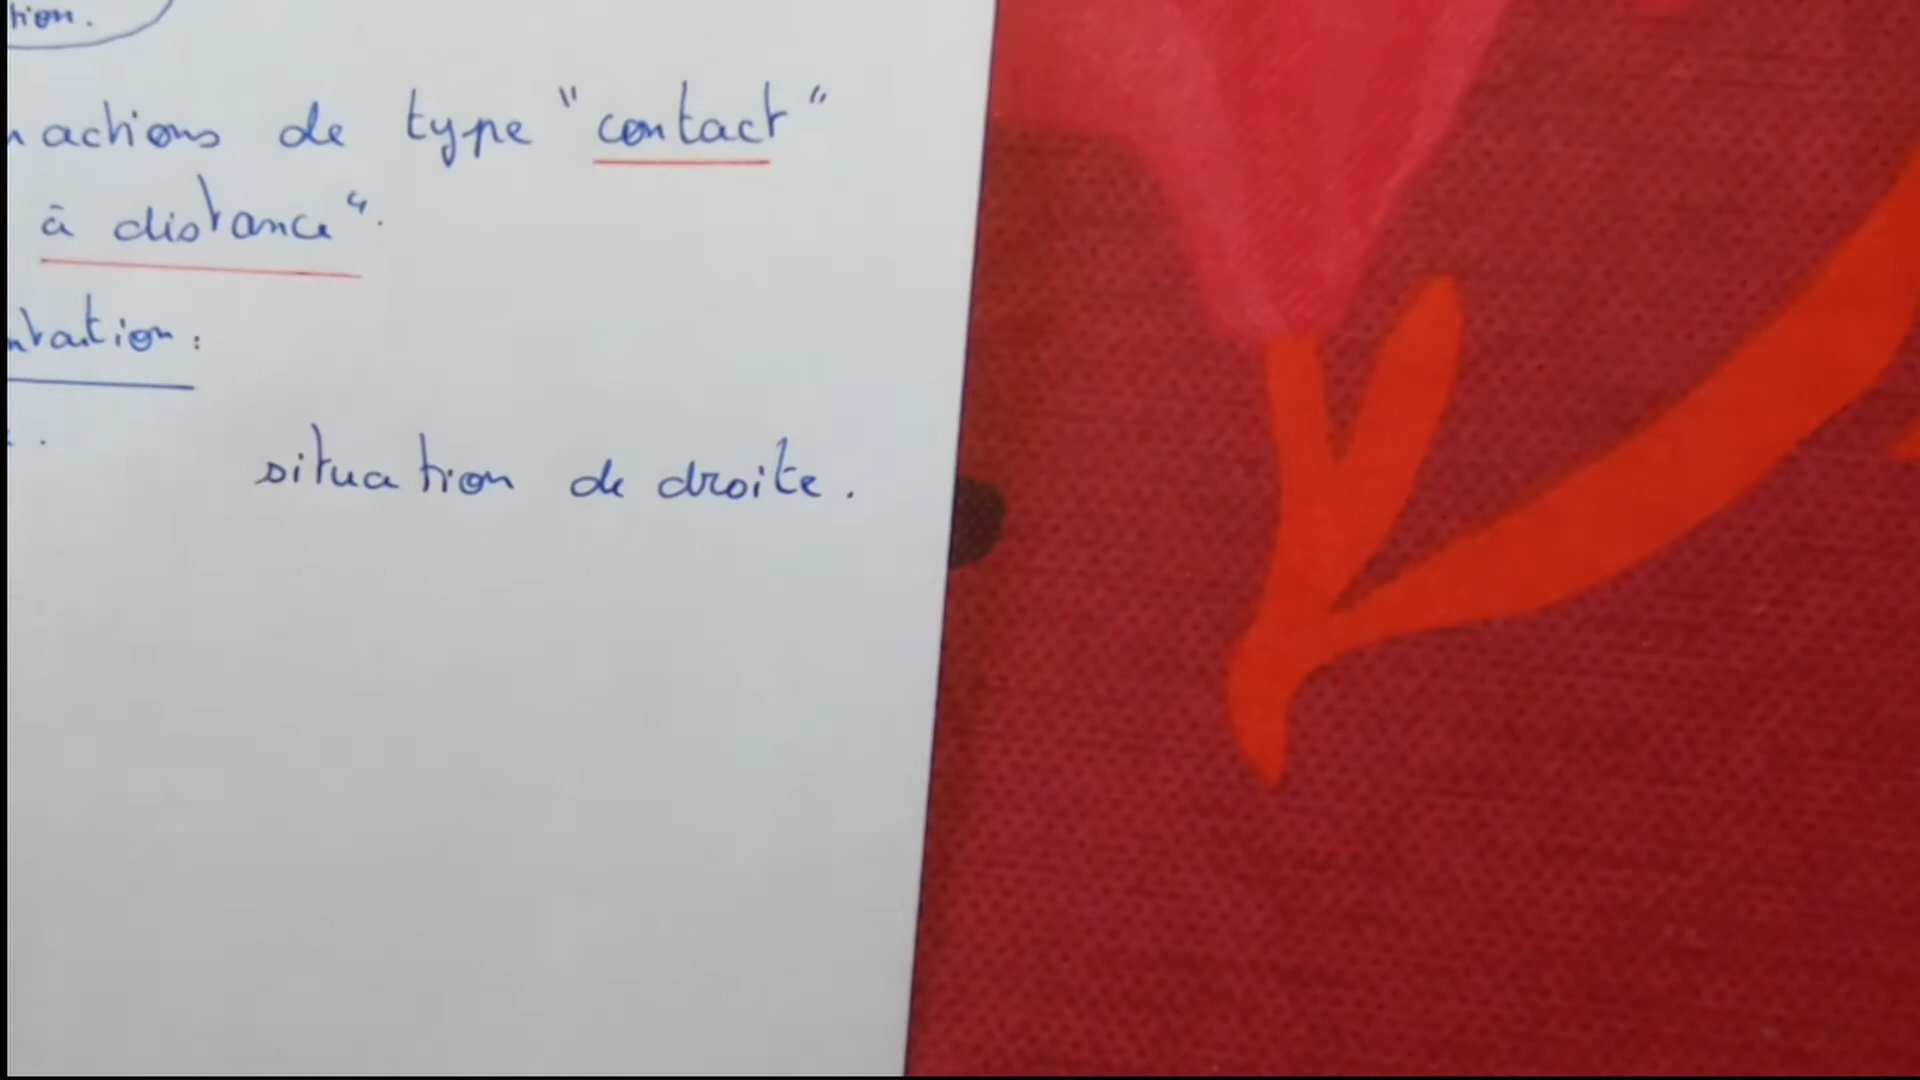 tion.
actions de type "contact"
à distance".
ntation:
situation de droite.